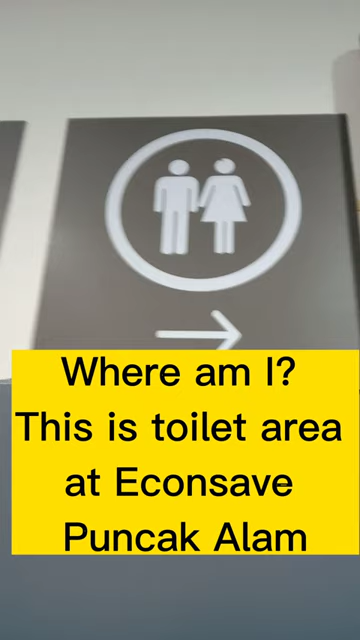 Where am I?
This is toilet area
at Econsave
Puncak Alam